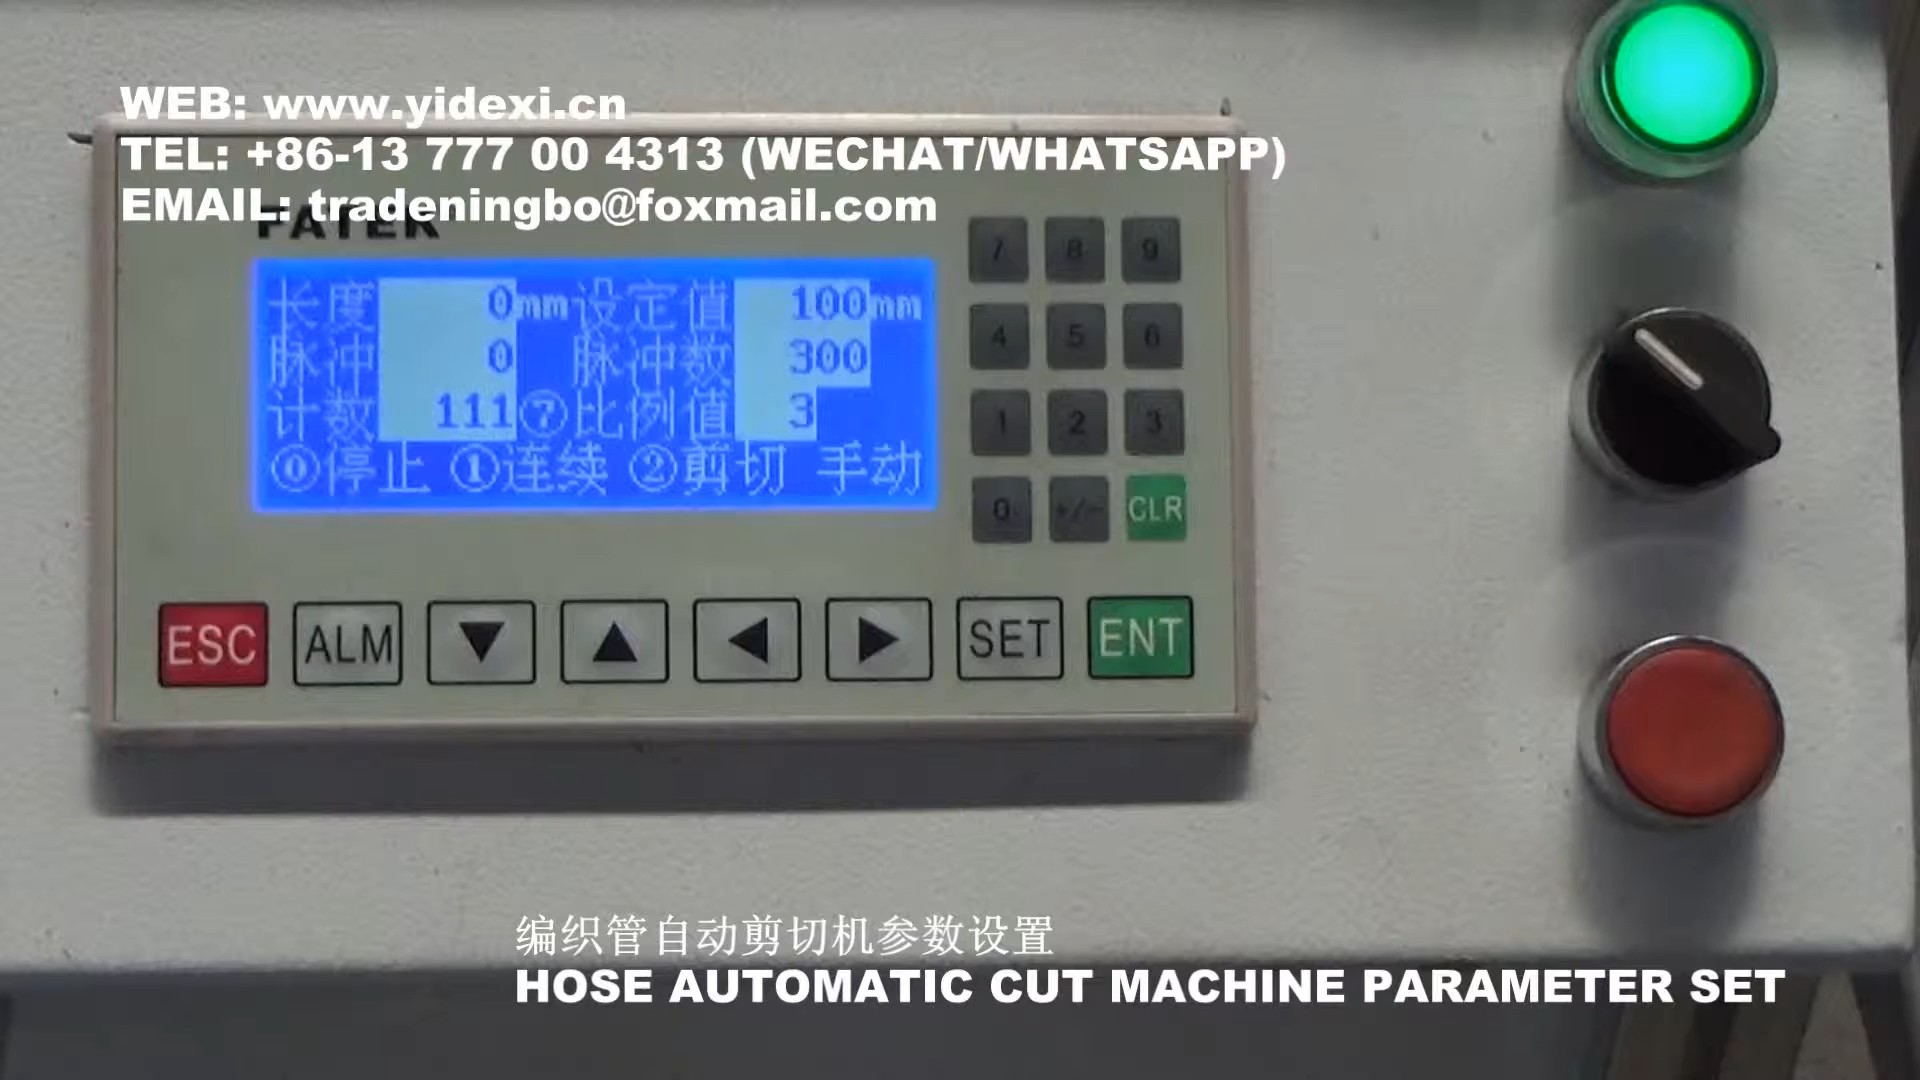 WEB: www.yidexi.cn
TEL: +86-13 777 00 4313 (WECHAT/WHATSAPP)
EMAIL: tradeningbo@foxmail.com
FATEK
长度 0mm 设定值 100mm
脉冲 0 脉冲数 300
计数 111 ⑦比例值 3
⓪停止 ①连续 ②剪切 手动
7 8 9
4 5 6
1 2 3
0 +/- CLR
ESC ALM ▼ ▲ ◀ ▶ SET ENT
编织管自动剪切机参数设置
HOSE AUTOMATIC CUT MACHINE PARAMETER SET